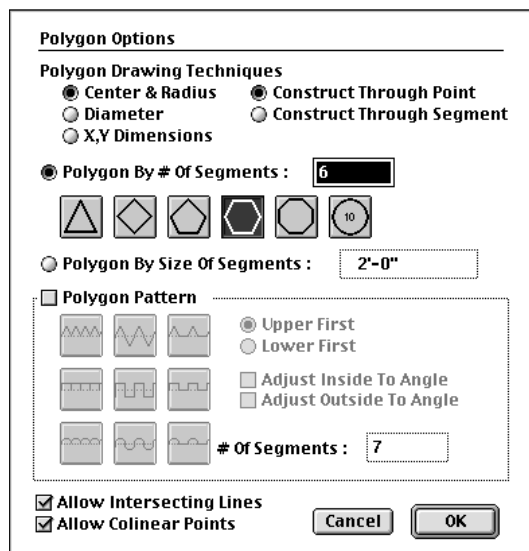 Polygon Options
Polygon Drawing Techniques
Center & Radius Construct Through Point
Diameter Construct Through Segment
X,Y Dimensions
Polygon By # Of Segments : 6
10
Polygon By Size Of Segments : 2'-0"
Polygon Pattern
Upper First
Lower First
Adjust Inside To Angle
Adjust Outside To Angle
# Of Segments : 7
Allow Intersecting Lines
Allow Colinear Points
Cancel OK